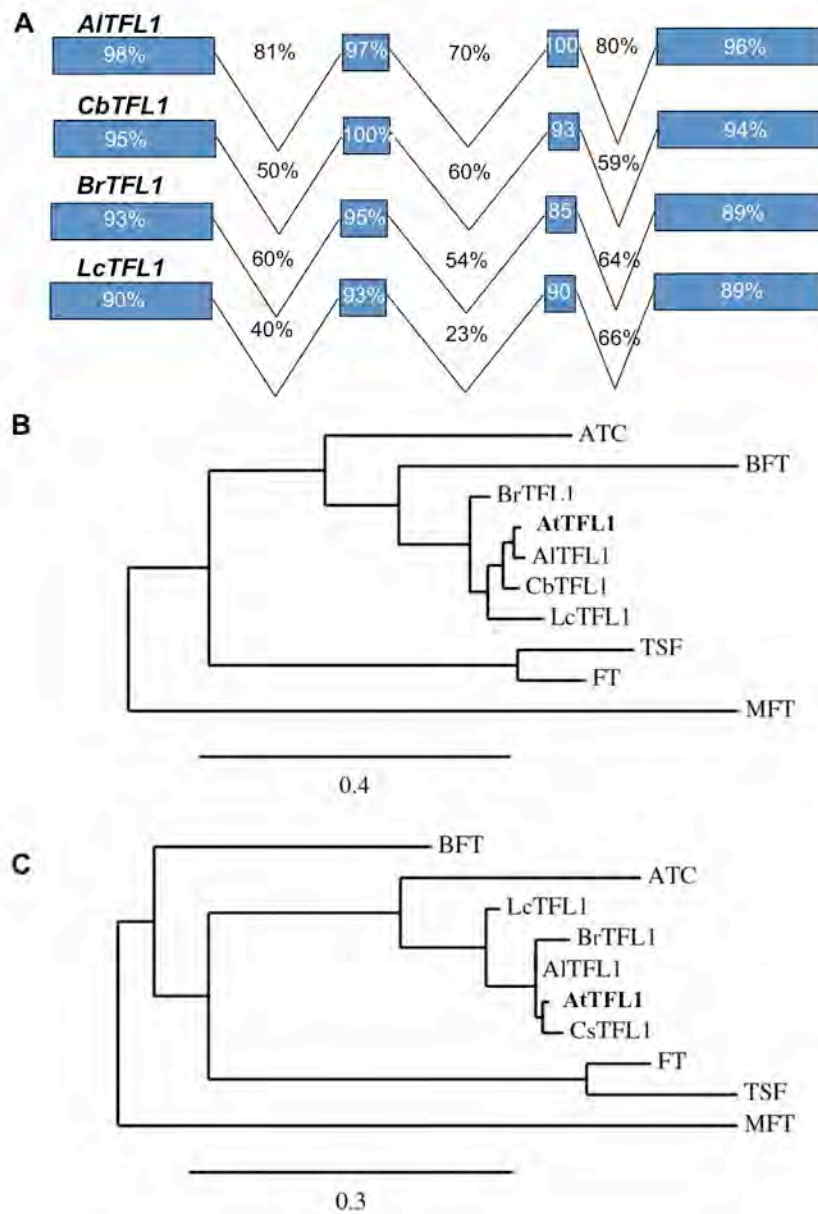 A
AlTFL1
98% 81% 97% 70% 100 80% 96%
CbTFL1
95% 50% 100% 60% 93 59% 94%
BrTFL1
93% 60% 95% 54% 85 64% 89%
LcTFL1
90% 40% 93% 23% 90 66% 89%
B
ATC
BFT
BrTFL1
AtTFL1
AlTFL1
CbTFL1
LcTFL1
TSF
FT
MFT
0.4
C
BFT
ATC
LcTFL1
BrTFL1
AlTFL1
AtTFL1
CsTFL1
FT
TSF
MFT
0.3